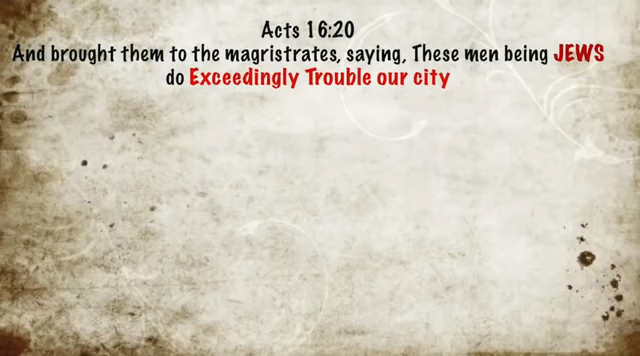 Acts 16:20
And brought them to the magristrates, saying, These men being JEWS
do Exceedingly Trouble our city